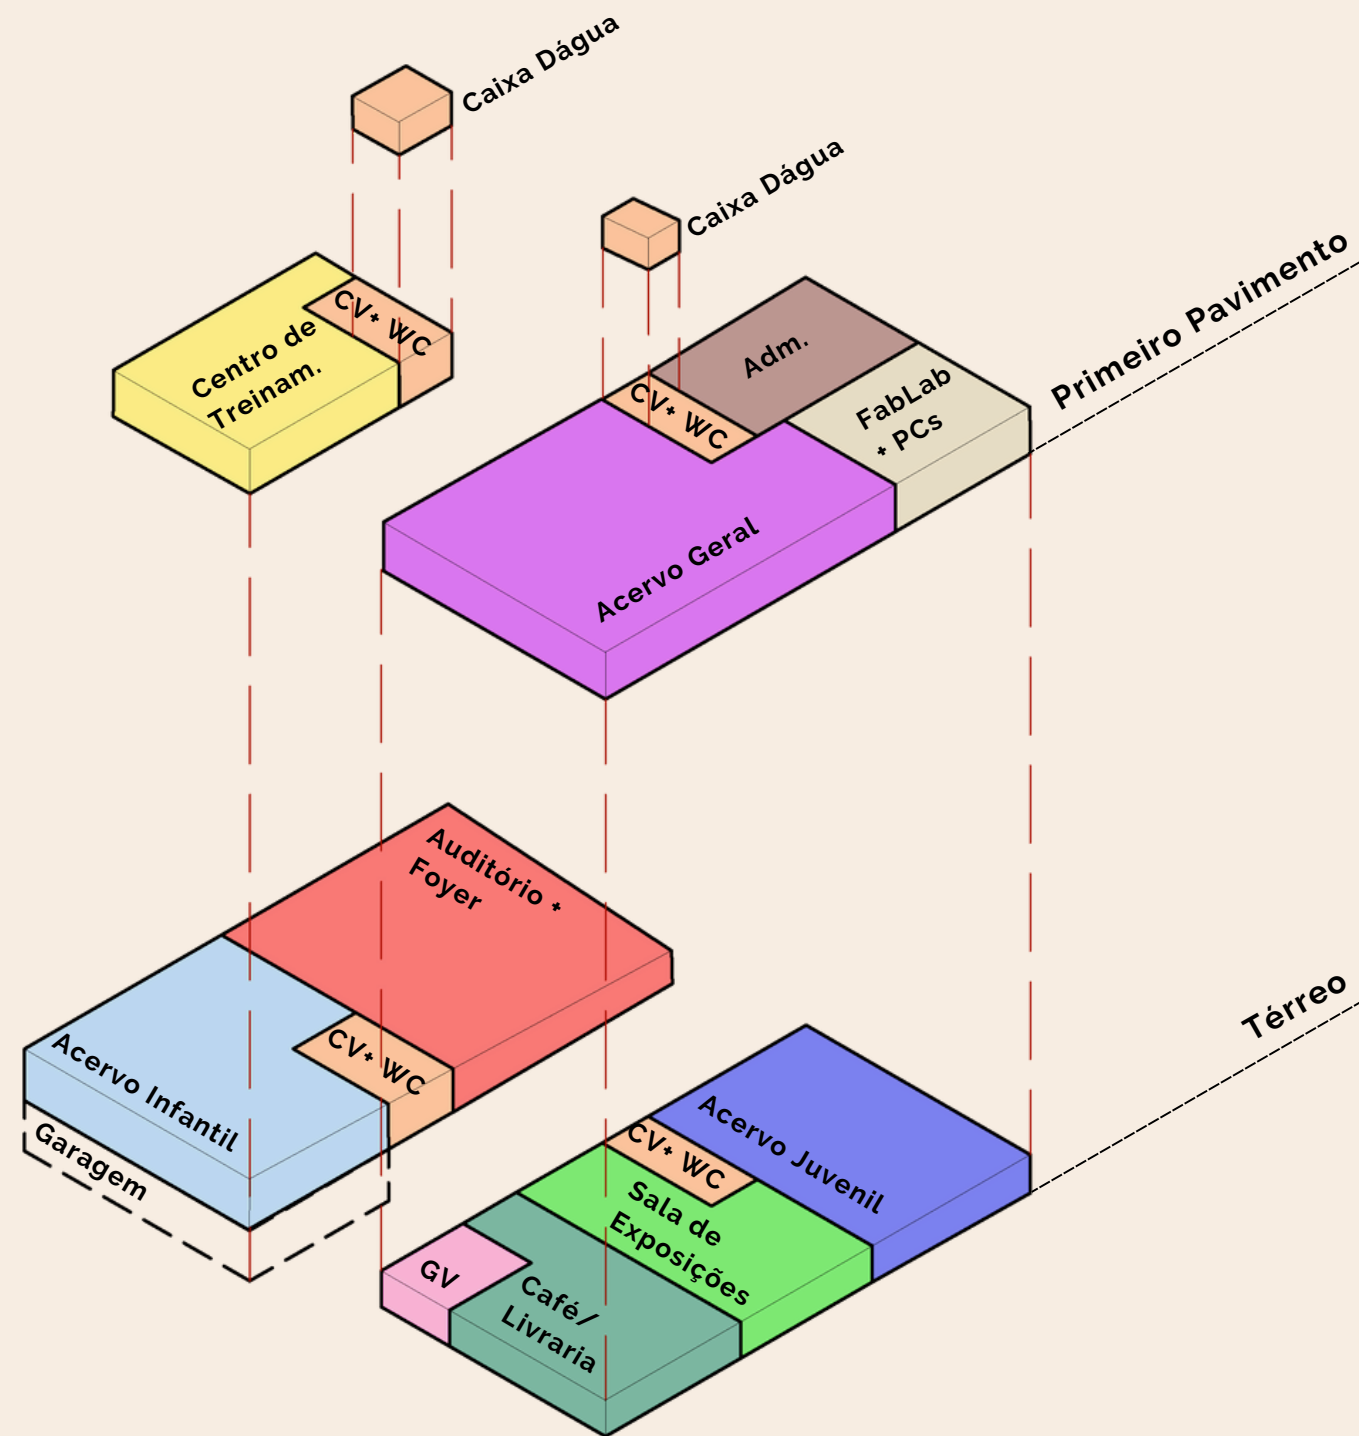 Caixa Dágua
Caixa Dágua
Primeiro Pavimento
CV+ WC
Centro de
Treinam.
Adm.
CV+ WC
FabLab
+ PCs
Acervo Geral
Auditório +
Foyer
Térreo
CV+ WC
Acervo Infantil
Garagem
Acervo Juvenil
CV+ WC
Sala de
Exposições
GV
Café/
Livraria